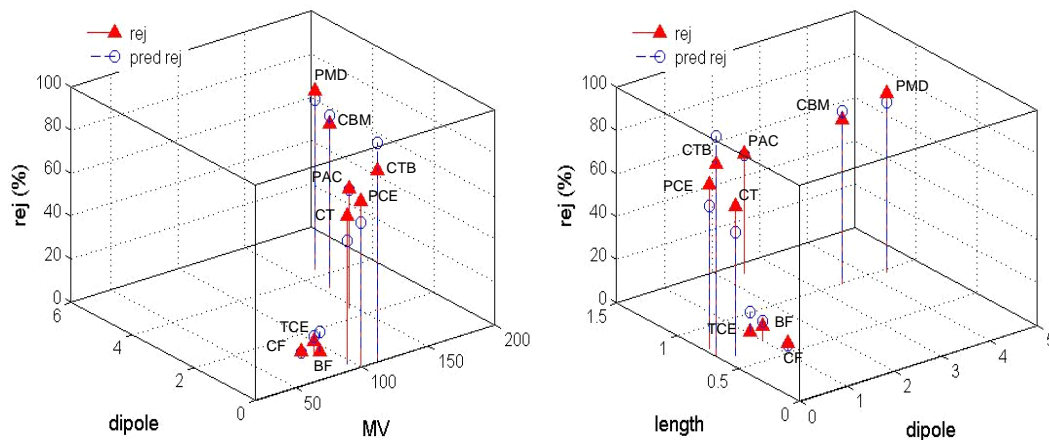 rej
pred rej
100
80
60
40
20
0
rej (%)
6
4
2
0
dipole
50
100
150
200
MV
PMD
CBM
CTB
PAC
PCE
CT
TCE
CF
BF
rej
pred rej
100
80
60
40
20
0
rej (%)
1.5
1
0.5
0
length
0
1
2
3
4
5
dipole
PMD
CBM
PAC
CTB
PCE
CT
TCE
BF
CF